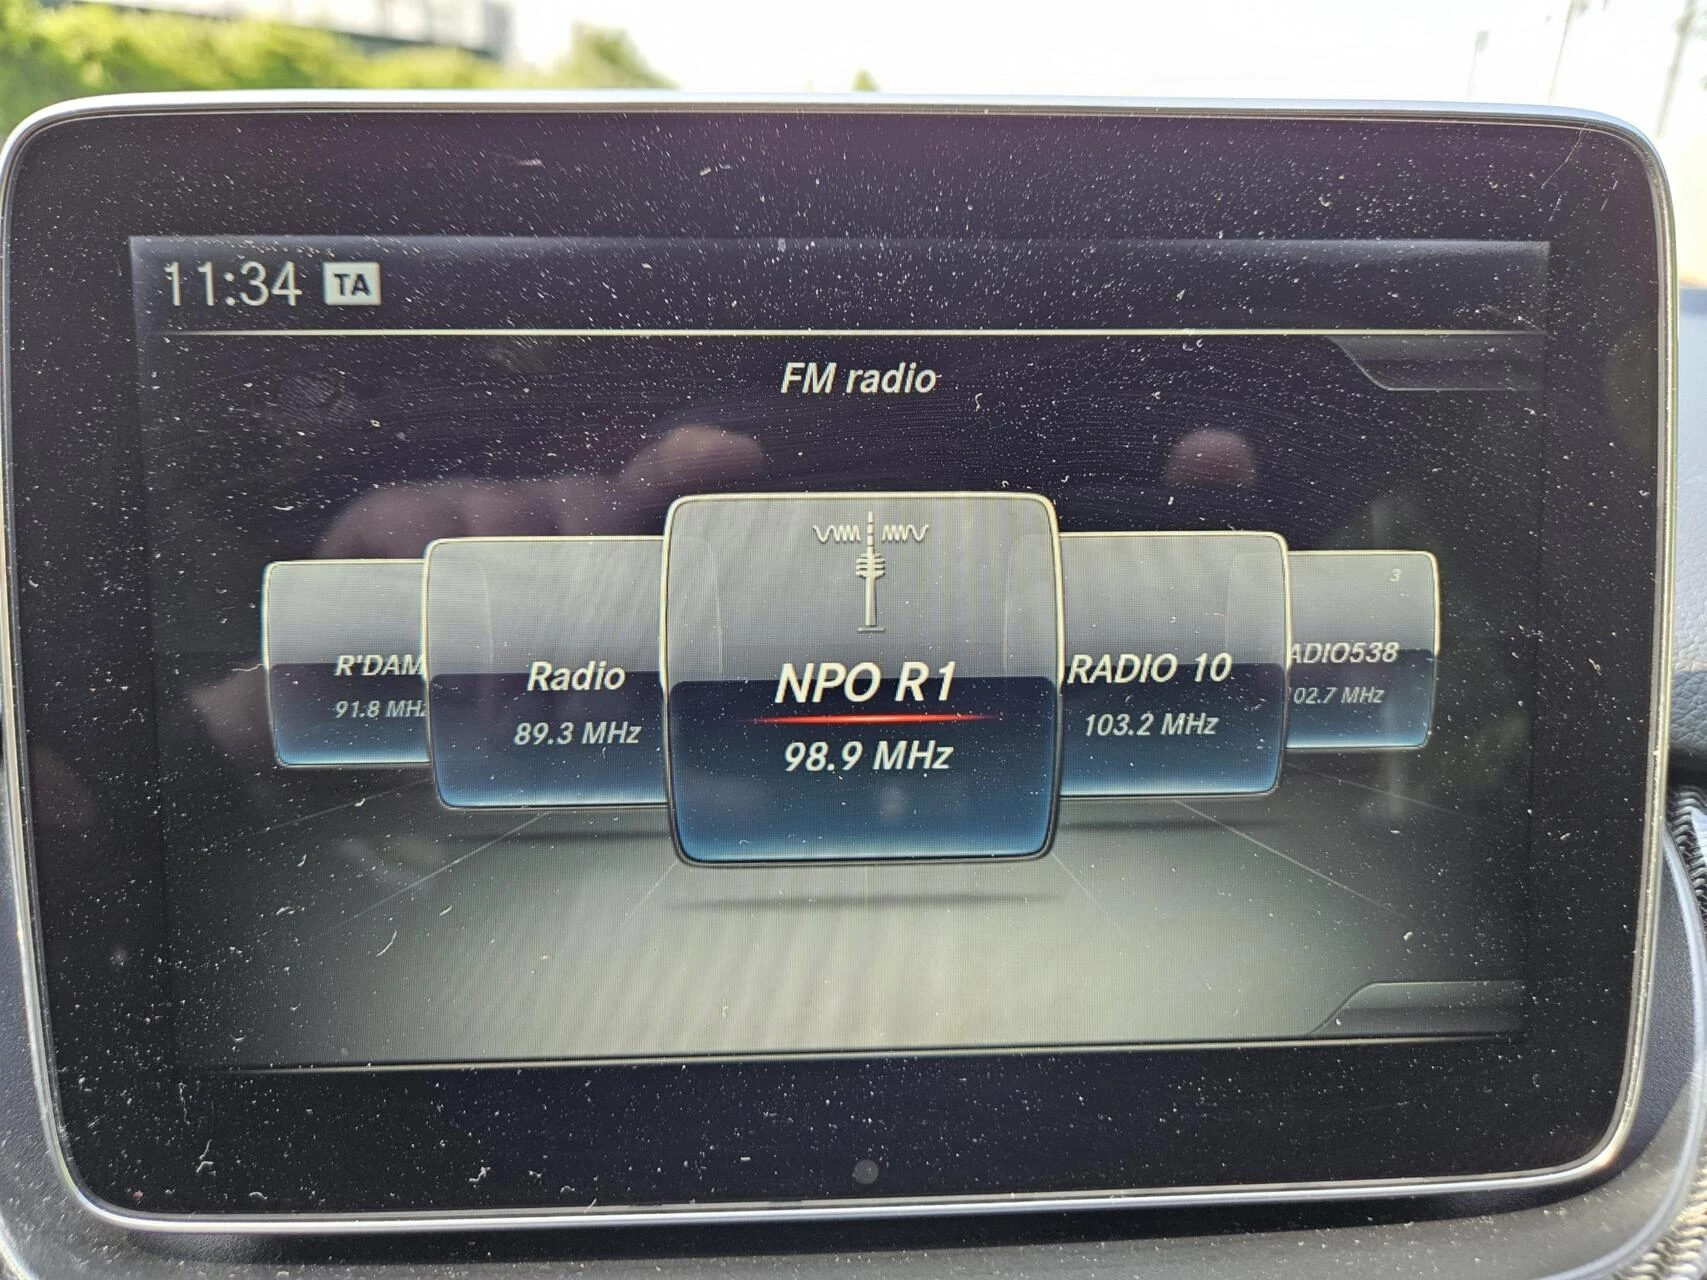 11:34 TA
FM radio
R'DAM
91.8 MHz
Radio
89.3 MHz
NPO R1
98.9 MHz
RADIO 10
103.2 MHz
3
ADIO538
02.7 MHz